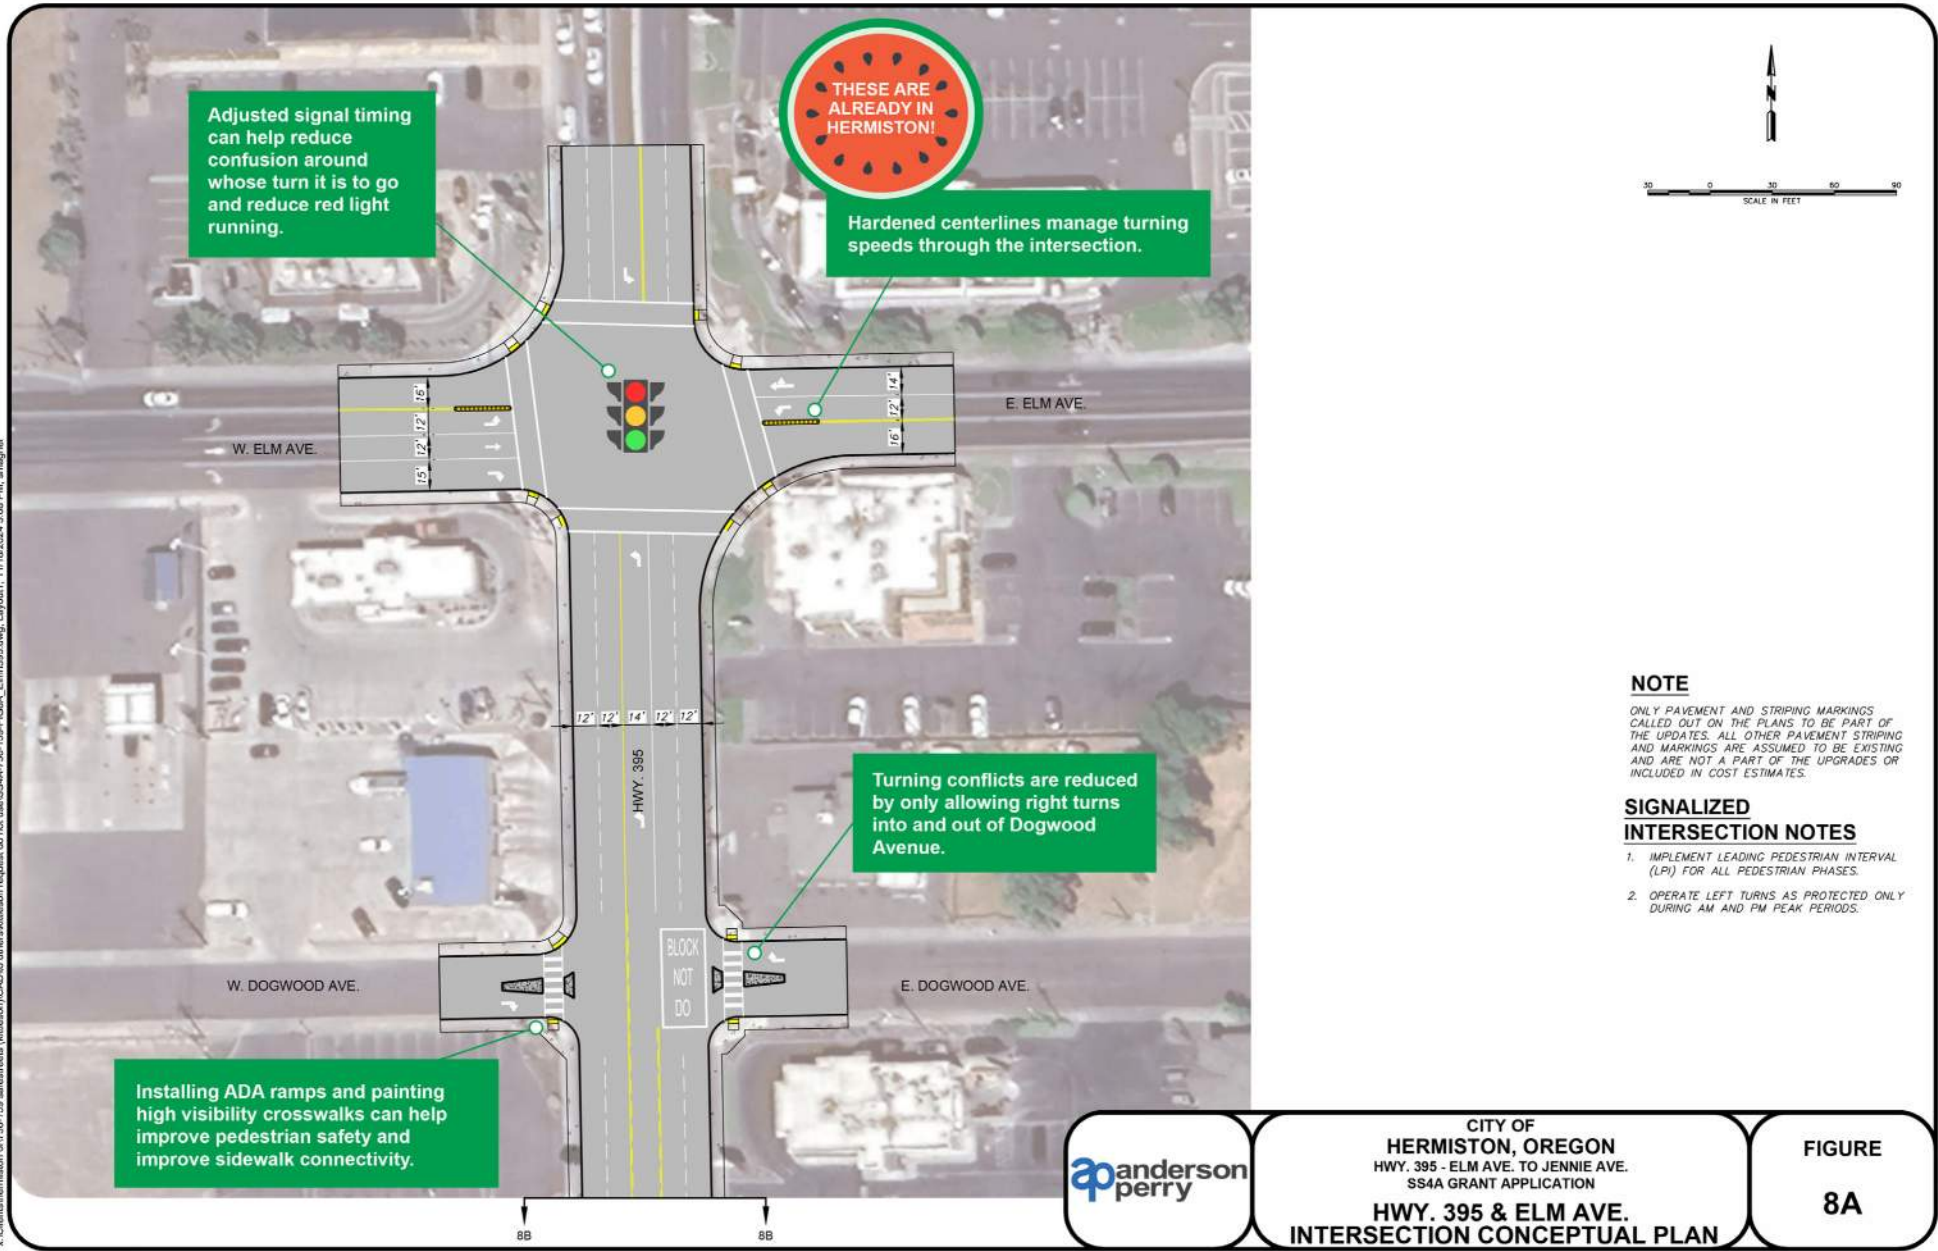 THESE ARE
ALREADY IN
HERMISTON!
Adjusted signal timing
can help reduce
confusion around
whose turn it is to go
and reduce red light
running.
Hardened centerlines manage turning
speeds through the intersection.
N
30 0 30 60 90
SCALE IN FEET
16'
12'
12'
15'
W. ELM AVE.
14'
12'
16'
E. ELM AVE.
12' 12' 14' 12' 12'
HWY. 395
Turning conflicts are reduced
by only allowing right turns
into and out of Dogwood
Avenue.
BLOCK
NOT
DO
W. DOGWOOD AVE.
E. DOGWOOD AVE.
Installing ADA ramps and painting
high visibility crosswalks can help
improve pedestrian safety and
improve sidewalk connectivity.
8B
8B
NOTE
ONLY PAVEMENT AND STRIPING MARKINGS
CALLED OUT ON THE PLANS TO BE PART OF
THE UPDATES. ALL OTHER PAVEMENT STRIPING
AND MARKINGS ARE ASSUMED TO BE EXISTING
AND ARE NOT A PART OF THE UPGRADES OR
INCLUDED IN COST ESTIMATES.
SIGNALIZED
INTERSECTION NOTES
1. IMPLEMENT LEADING PEDESTRIAN INTERVAL
(LPI) FOR ALL PEDESTRIAN PHASES.
2. OPERATE LEFT TURNS AS PROTECTED ONLY
DURING AM AND PM PEAK PERIODS.
ap anderson
perry
CITY OF
HERMISTON, OREGON
HWY. 395 - ELM AVE. TO JENNIE AVE.
SS4A GRANT APPLICATION
HWY. 395 & ELM AVE.
INTERSECTION CONCEPTUAL PLAN
FIGURE
8A